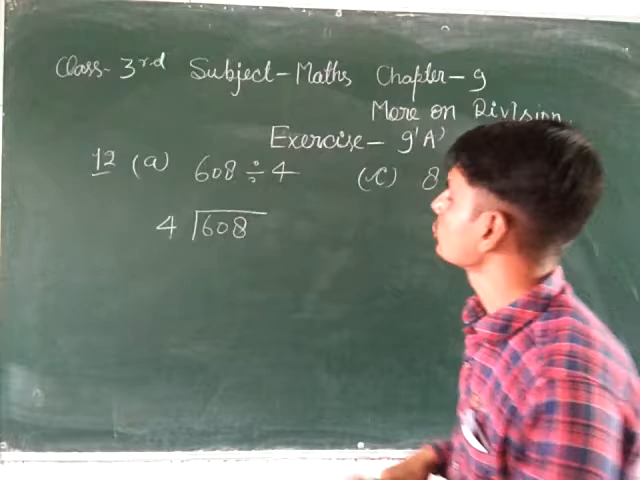 Class- 3rd Subject - Maths Chapter - 9
More on Division
Exercise - 9'A'
12 (a) 608 ÷ 4 (c) 8
4 608